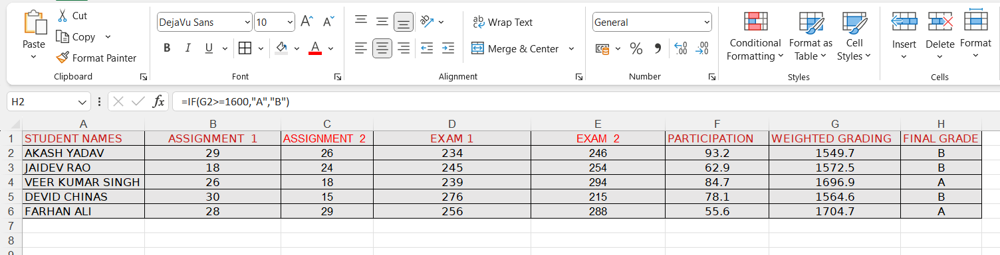 Cut
Copy
Format Painter
Paste
Clipboard
DejaVu Sans 10 A A
B I U A
Font
ab Wrap Text
c
Merge & Center
Alignment
General
% 9 .00 .00
Number
Conditional Formatting
Format as Table
Cell Styles
Styles
Insert Delete Format
Cells
H2 fx =IF(G2>=1600,"A","B")
A B C D E F G H
1 STUDENT NAMES ASSIGNMENT 1 ASSIGNMENT 2 EXAM 1 EXAM 2 PARTICIPATION WEIGHTED GRADING FINAL GRADE
2 AKASH YADAV 29 26 234 246 93.2 1549.7 B
3 JAIDEV RAO 18 24 245 254 62.9 1572.5 B
4 VEER KUMAR SINGH 26 18 239 294 84.7 1696.9 A
5 DEVID CHINAS 30 15 276 215 78.1 1564.6 B
6 FARHAN ALI 28 29 256 288 55.6 1704.7 A
7
8